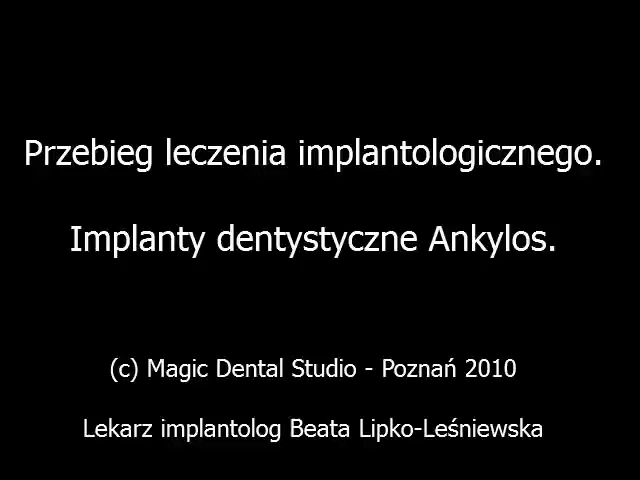 Przebieg leczenia implantologicznego.
Implanty dentystyczne Ankylos.
(c) Magic Dental Studio - Poznań 2010
Lekarz implantolog Beata Lipko-Leśniewska